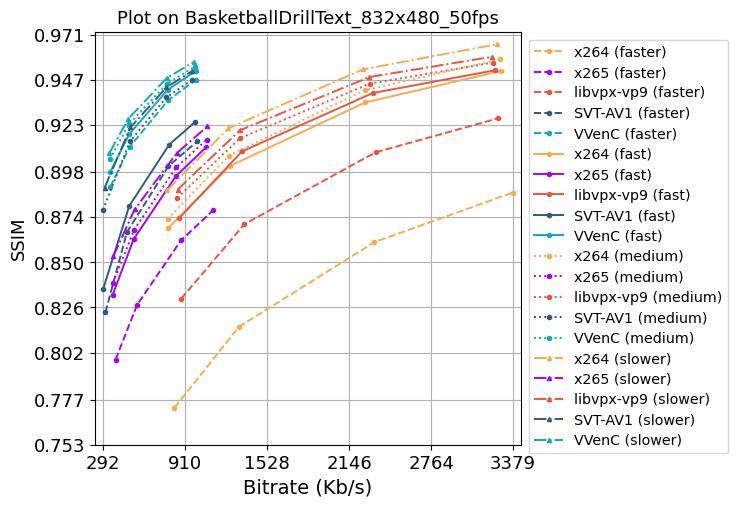 Plot on BasketballDrillText_832x480_50fps
SSIM
0.971
0.947
0.923
0.898
0.874
0.850
0.826
0.802
0.777
0.753
292 910 1528 2146 2764 3379
Bitrate (Kb/s)
x264 (faster)
x265 (faster)
libvpx-vp9 (faster)
SVT-AV1 (faster)
VVenC (faster)
x264 (fast)
x265 (fast)
libvpx-vp9 (fast)
SVT-AV1 (fast)
VVenC (fast)
x264 (medium)
x265 (medium)
libvpx-vp9 (medium)
SVT-AV1 (medium)
VVenC (medium)
x264 (slower)
x265 (slower)
libvpx-vp9 (slower)
SVT-AV1 (slower)
VVenC (slower)